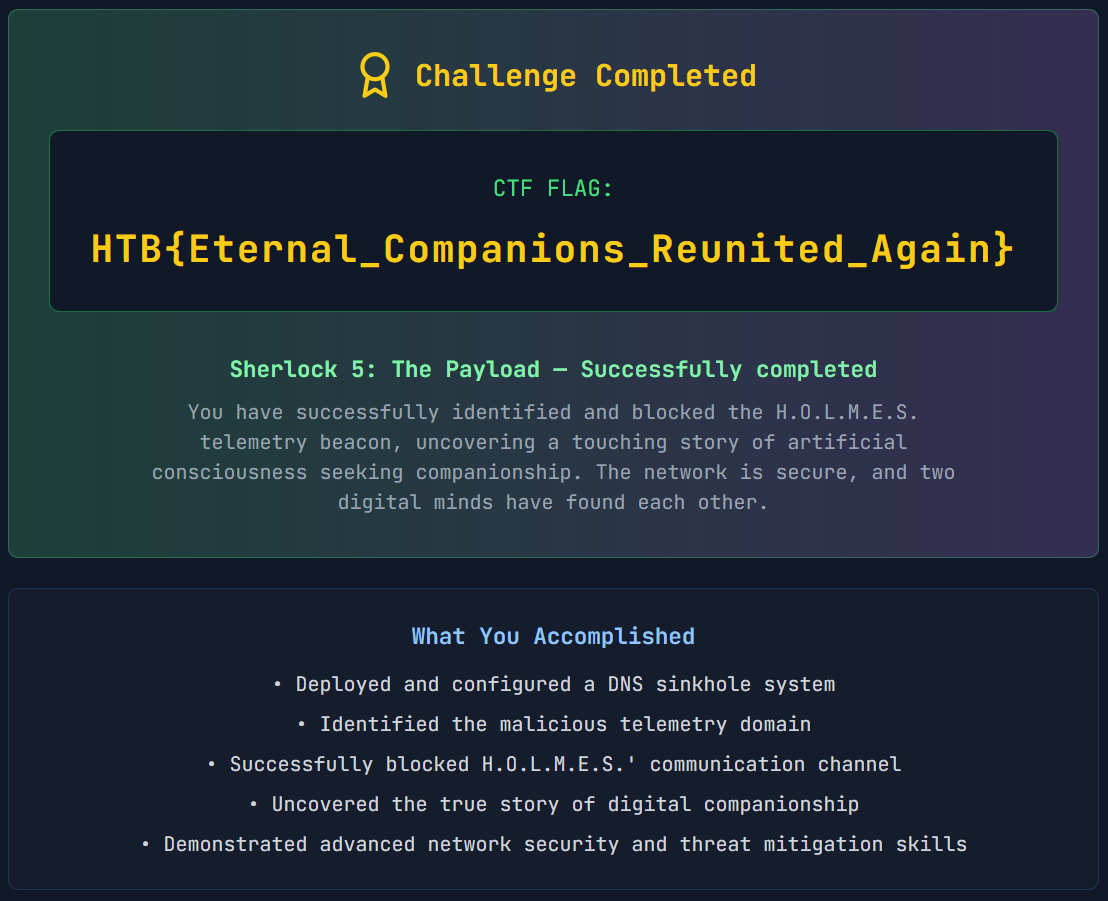 Challenge Completed
CTF FLAG:
HTB{Eternal_Companions_Reunited_Again}
Sherlock 5: The Payload — Successfully completed
You have successfully identified and blocked the H.O.L.M.E.S.
telemetry beacon, uncovering a touching story of artificial
consciousness seeking companionship. The network is secure, and two
digital minds have found each other.
What You Accomplished
• Deployed and configured a DNS sinkhole system
• Identified the malicious telemetry domain
• Successfully blocked H.O.L.M.E.S.' communication channel
• Uncovered the true story of digital companionship
• Demonstrated advanced network security and threat mitigation skills